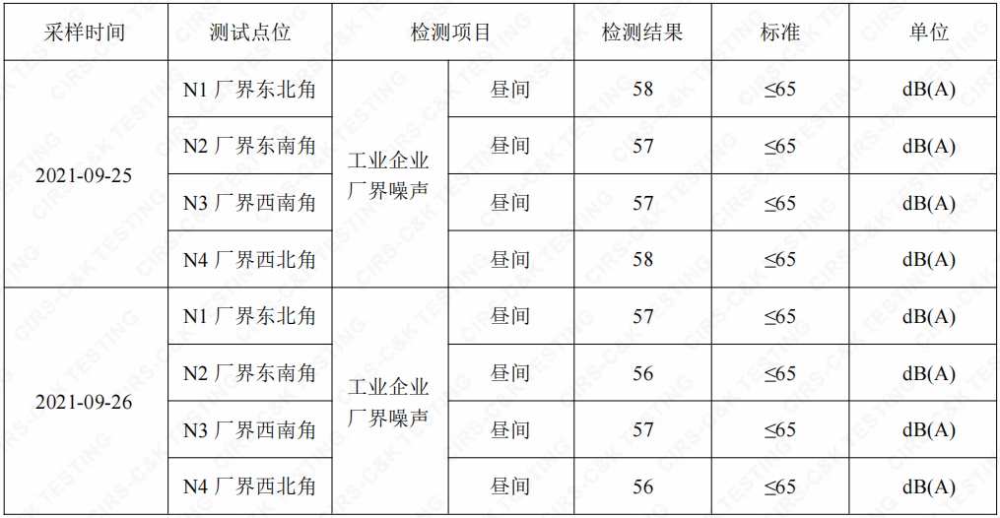 采样时间 测试点位 检测项目 检测结果 标准 单位
2021-09-25 N1 厂界东北角 工业企业厂界噪声 昼间 58 ≤65 dB(A)
N2 厂界东南角 昼间 57 ≤65 dB(A)
N3 厂界西南角 昼间 57 ≤65 dB(A)
N4 厂界西北角 昼间 58 ≤65 dB(A)
2021-09-26 N1 厂界东北角 工业企业厂界噪声 昼间 57 ≤65 dB(A)
N2 厂界东南角 昼间 56 ≤65 dB(A)
N3 厂界西南角 昼间 57 ≤65 dB(A)
N4 厂界西北角 昼间 56 ≤65 dB(A)
CIRS-C&K TESTING